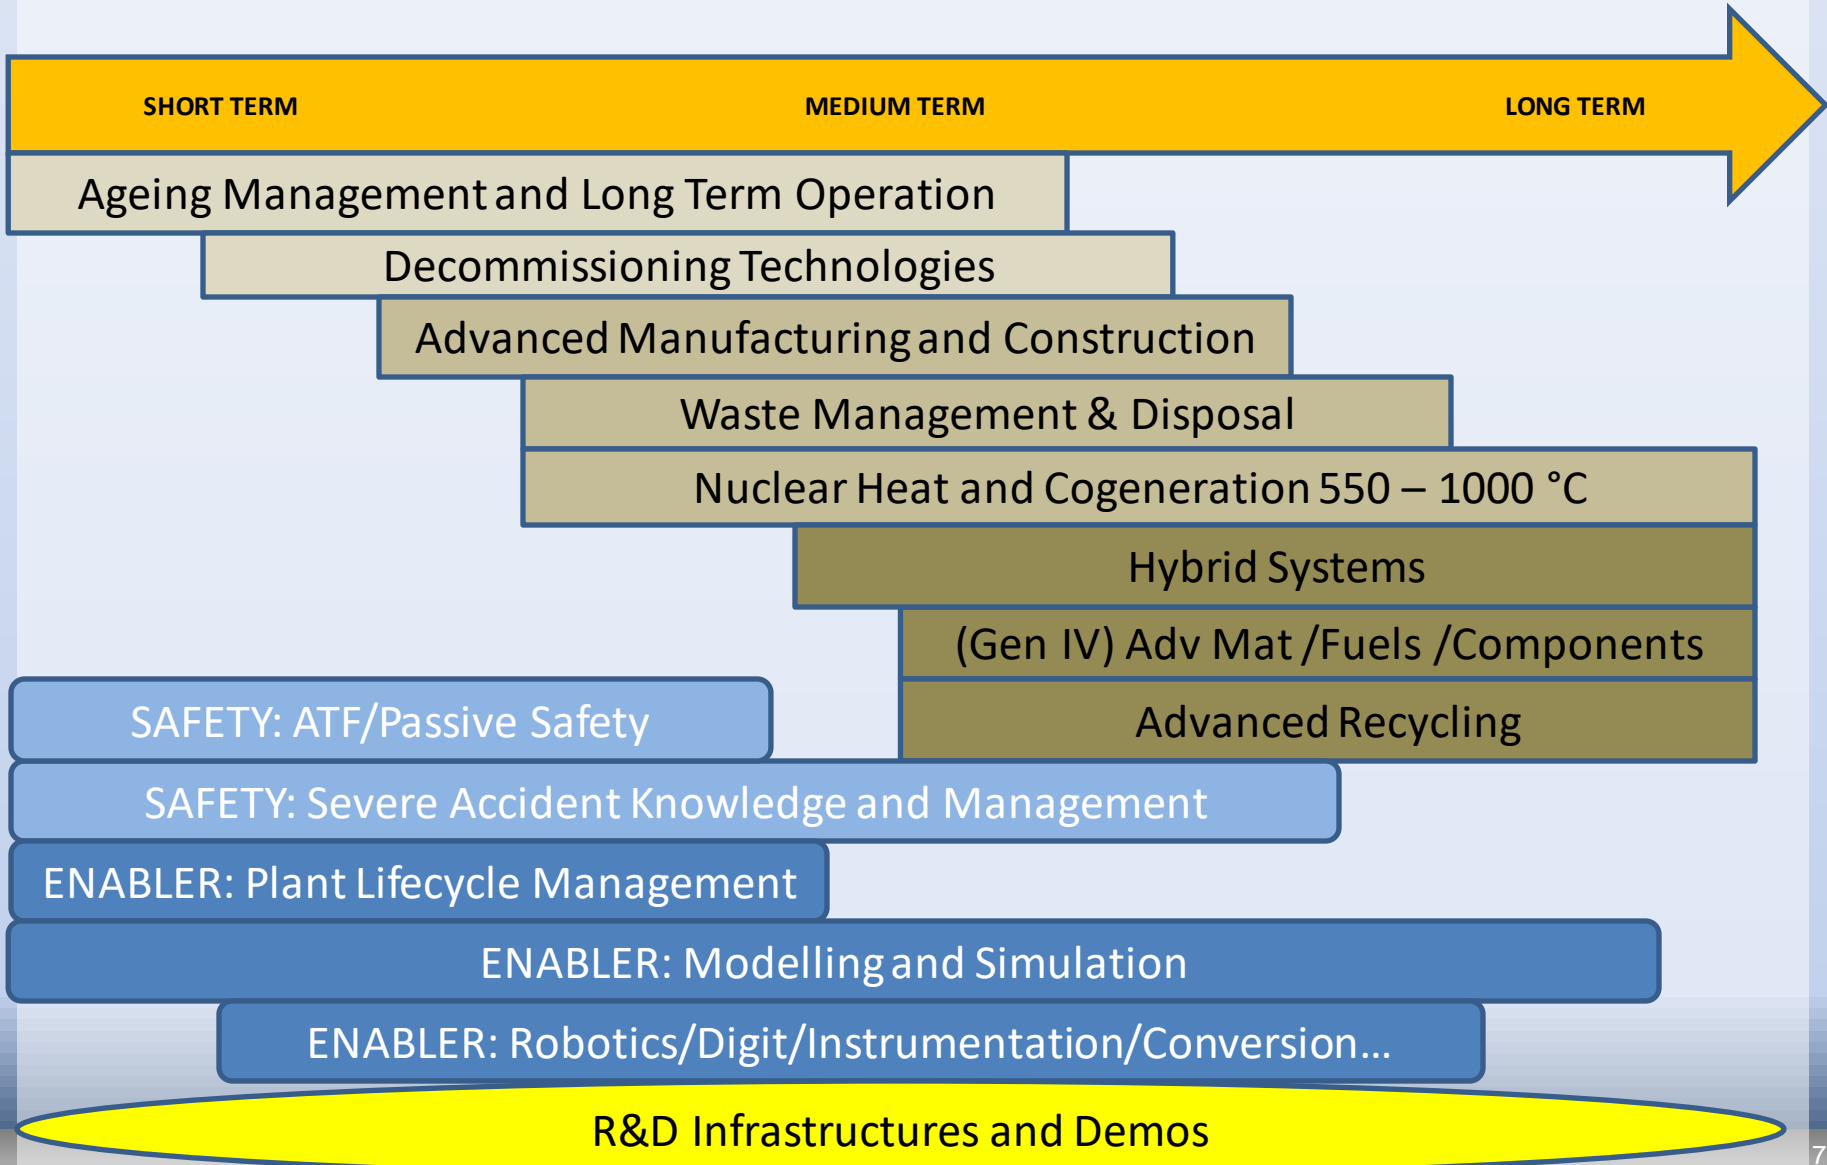 SHORT TERM MEDIUM TERM LONG TERM
Ageing Management and Long Term Operation
Decommissioning Technologies
Advanced Manufacturing and Construction
Waste Management & Disposal
Nuclear Heat and Cogeneration 550 – 1000 °C
Hybrid Systems
(Gen IV) Adv Mat /Fuels /Components
SAFETY: ATF/Passive Safety
Advanced Recycling
SAFETY: Severe Accident Knowledge and Management
ENABLER: Plant Lifecycle Management
ENABLER: Modelling and Simulation
ENABLER: Robotics/Digit/Instrumentation/Conversion...
R&D Infrastructures and Demos
7